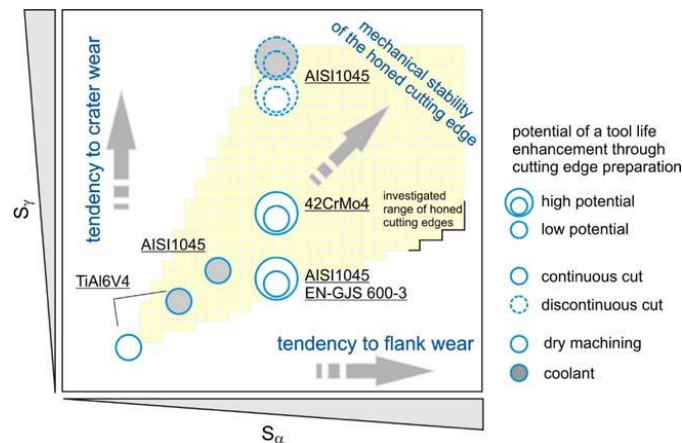 mechanical stability
of the honed cutting edge
tendency to crater wear
Sγ
AISI1045
42CrMo4
investigated
range of honed
cutting edges
AISI1045
TiAl6V4
AISI1045
EN-GJS 600-3
tendency to flank wear
Sα
potential of a tool life
enhancement through
cutting edge preparation
high potential
low potential
continuous cut
discontinuous cut
dry machining
coolant